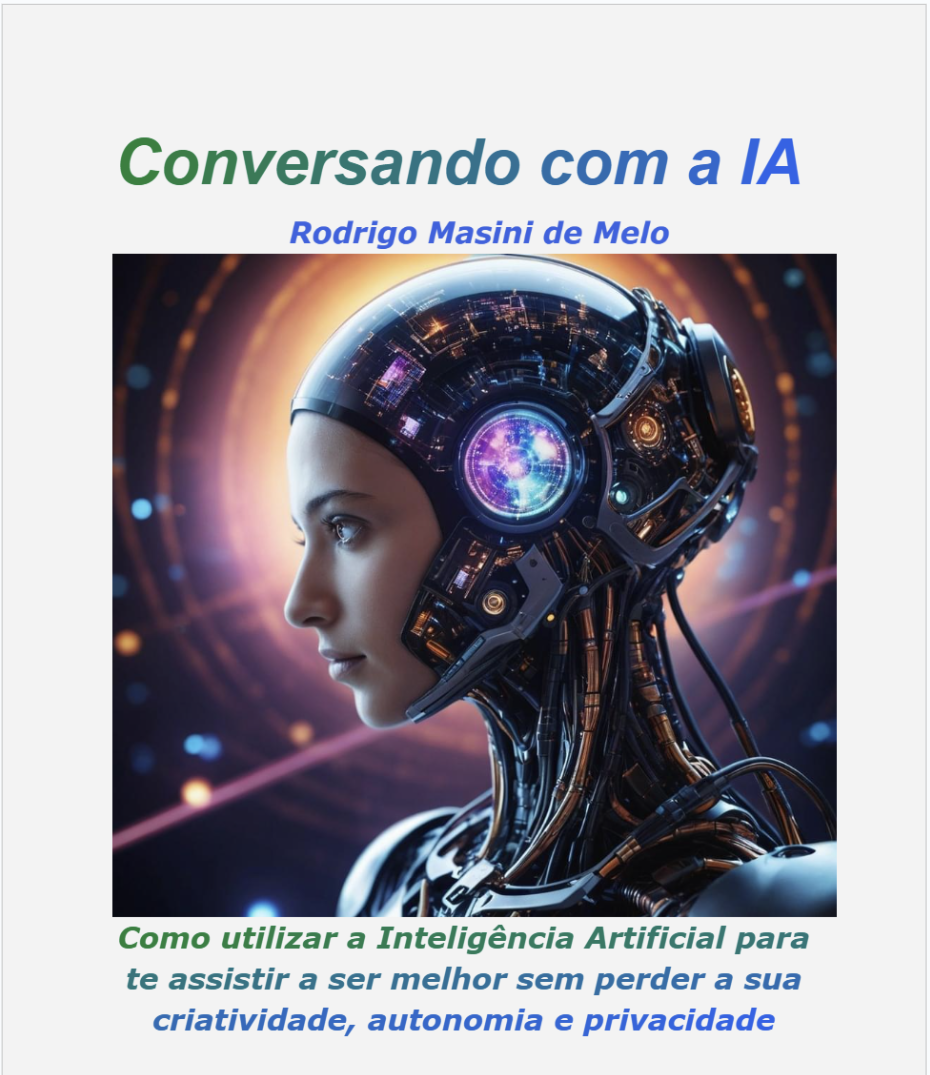 Conversando com a IA
Rodrigo Masini de Melo
Como utilizar a Inteligência Artificial para
te assistir a ser melhor sem perder a sua
criatividade, autonomia e privacidade